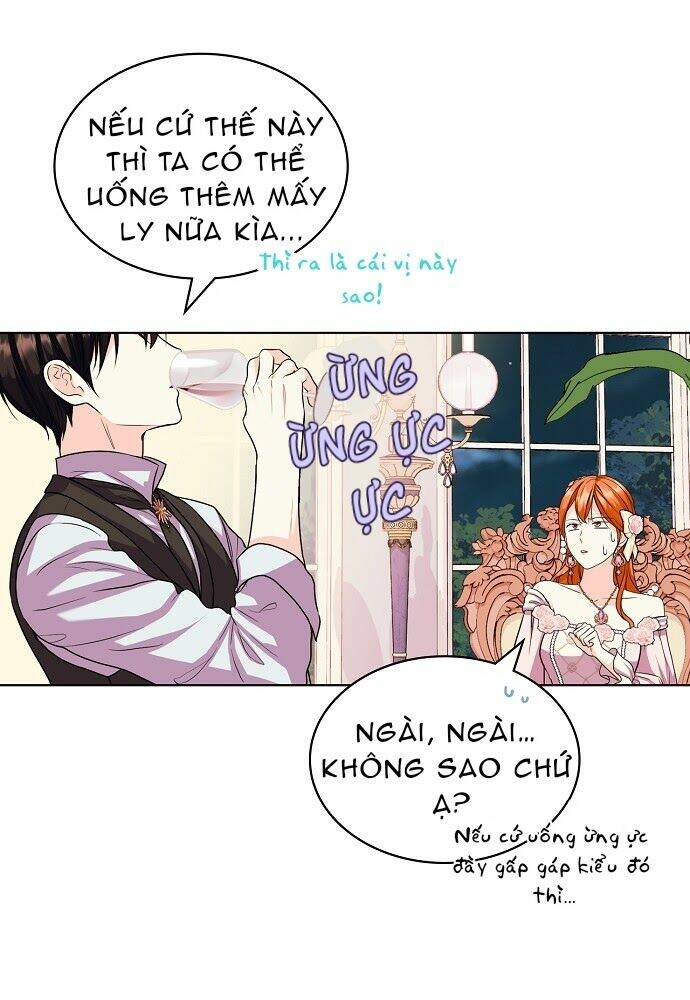 NẾU CỨ THẾ NÀY
THÌ TA CÓ THỂ
UỐNG THÊM MẤY
LY NỮA KÌA...
Thì ra là cái vị này
sao!
ỪNG
ỪNG ỰC
ỰC
NGÀI, NGÀI...
KHÔNG SAO CHỨ
Ạ?
Nếu cứ uống ừng ực
đầy gấp gáp kiểu đó
thì...